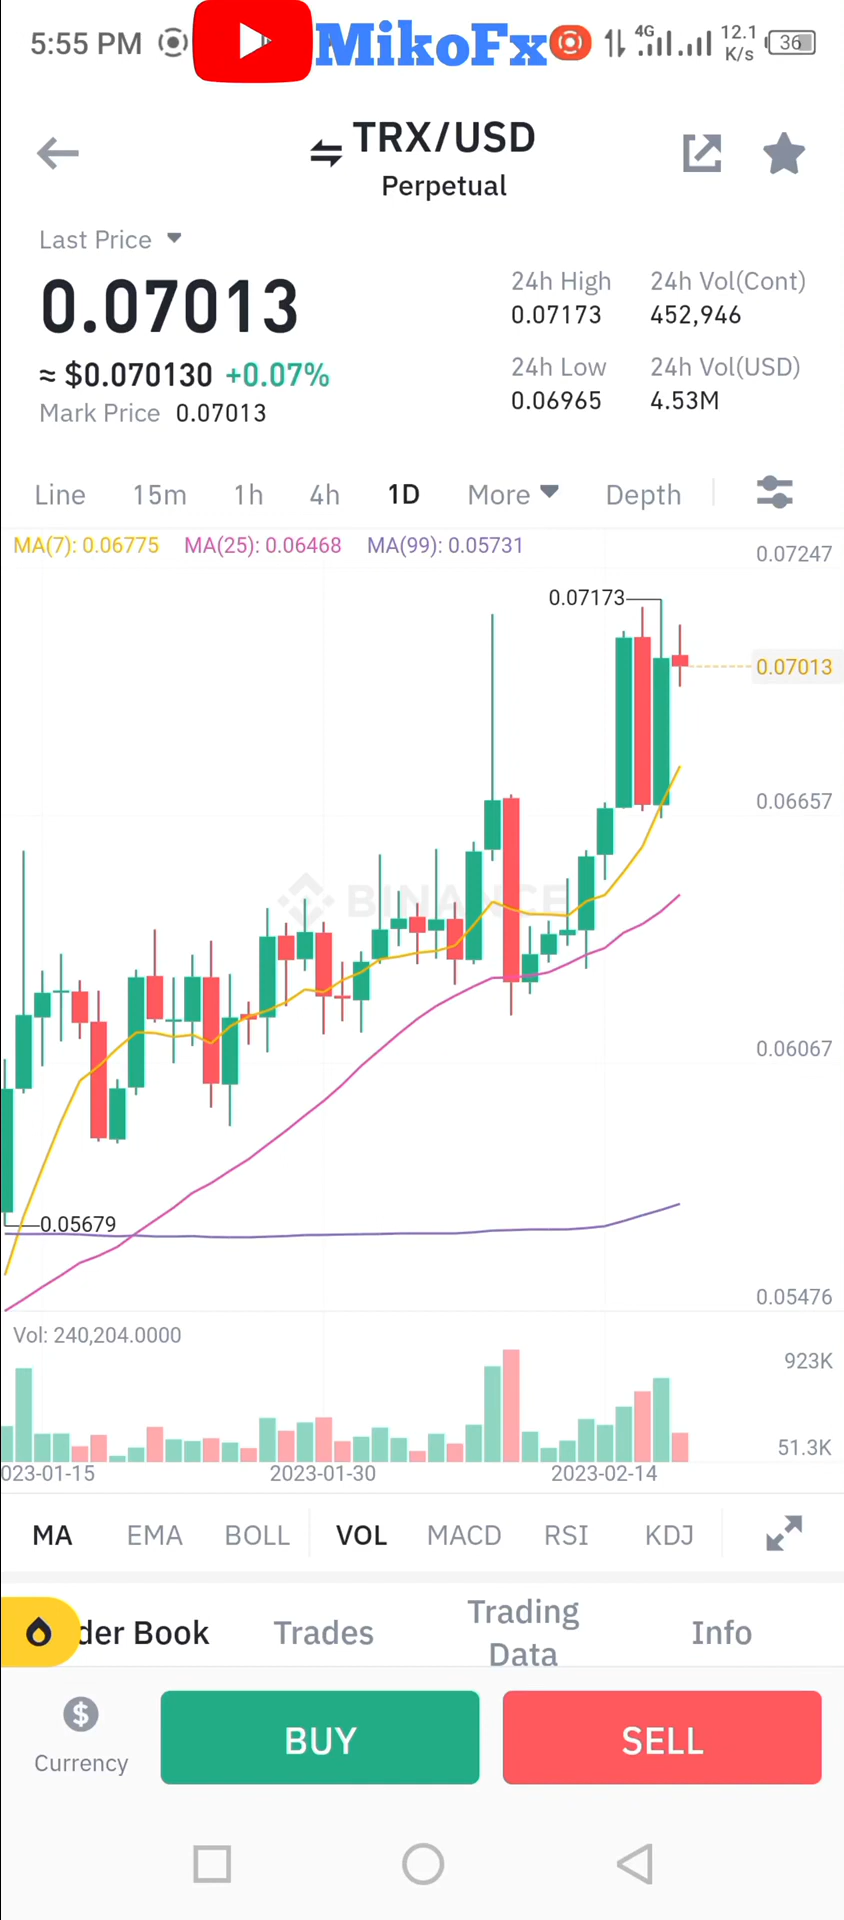 5:55 PM MikoFx 4G 12.1 K/s 36
TRX/USD
Perpetual
Last Price
0.07013
≈ $0.070130 +0.07%
Mark Price 0.07013
24h High 24h Vol(Cont)
0.07173 452,946
24h Low 24h Vol(USD)
0.06965 4.53M
Line 15m 1h 4h 1D More Depth
MA(7): 0.06775 MA(25): 0.06468 MA(99): 0.05731
0.07247
0.07173
0.07013
0.06657
BINANCE
0.06067
0.05679
0.05476
Vol: 240,204.0000
923K
51.3K
023-01-15 2023-01-30 2023-02-14
MA EMA BOLL VOL MACD RSI KDJ
der Book Trades Trading Data Info
$
Currency
BUY SELL